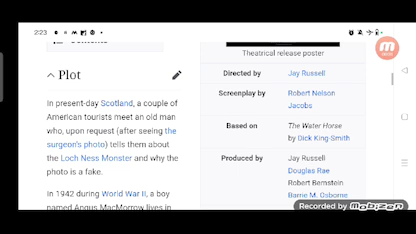 2:23
Theatrical release poster
Plot
Directed by
Jay Russell
Screenplay by
Robert Nelson
Jacobs
In present-day Scotland, a couple of
American tourists meet an old man
who, upon request (after seeing the
surgeon's photo) tells them about
the Loch Ness Monster and why the
photo is a fake.
Based on
The Water Horse
by Dick King-Smith
Produced by
Jay Russell
Douglas Rae
Robert Bernstein
Barrie M. Osborne
In 1942 during World War II, a boy
named Angus MacMorrow lives in
Recorded by Mobizen